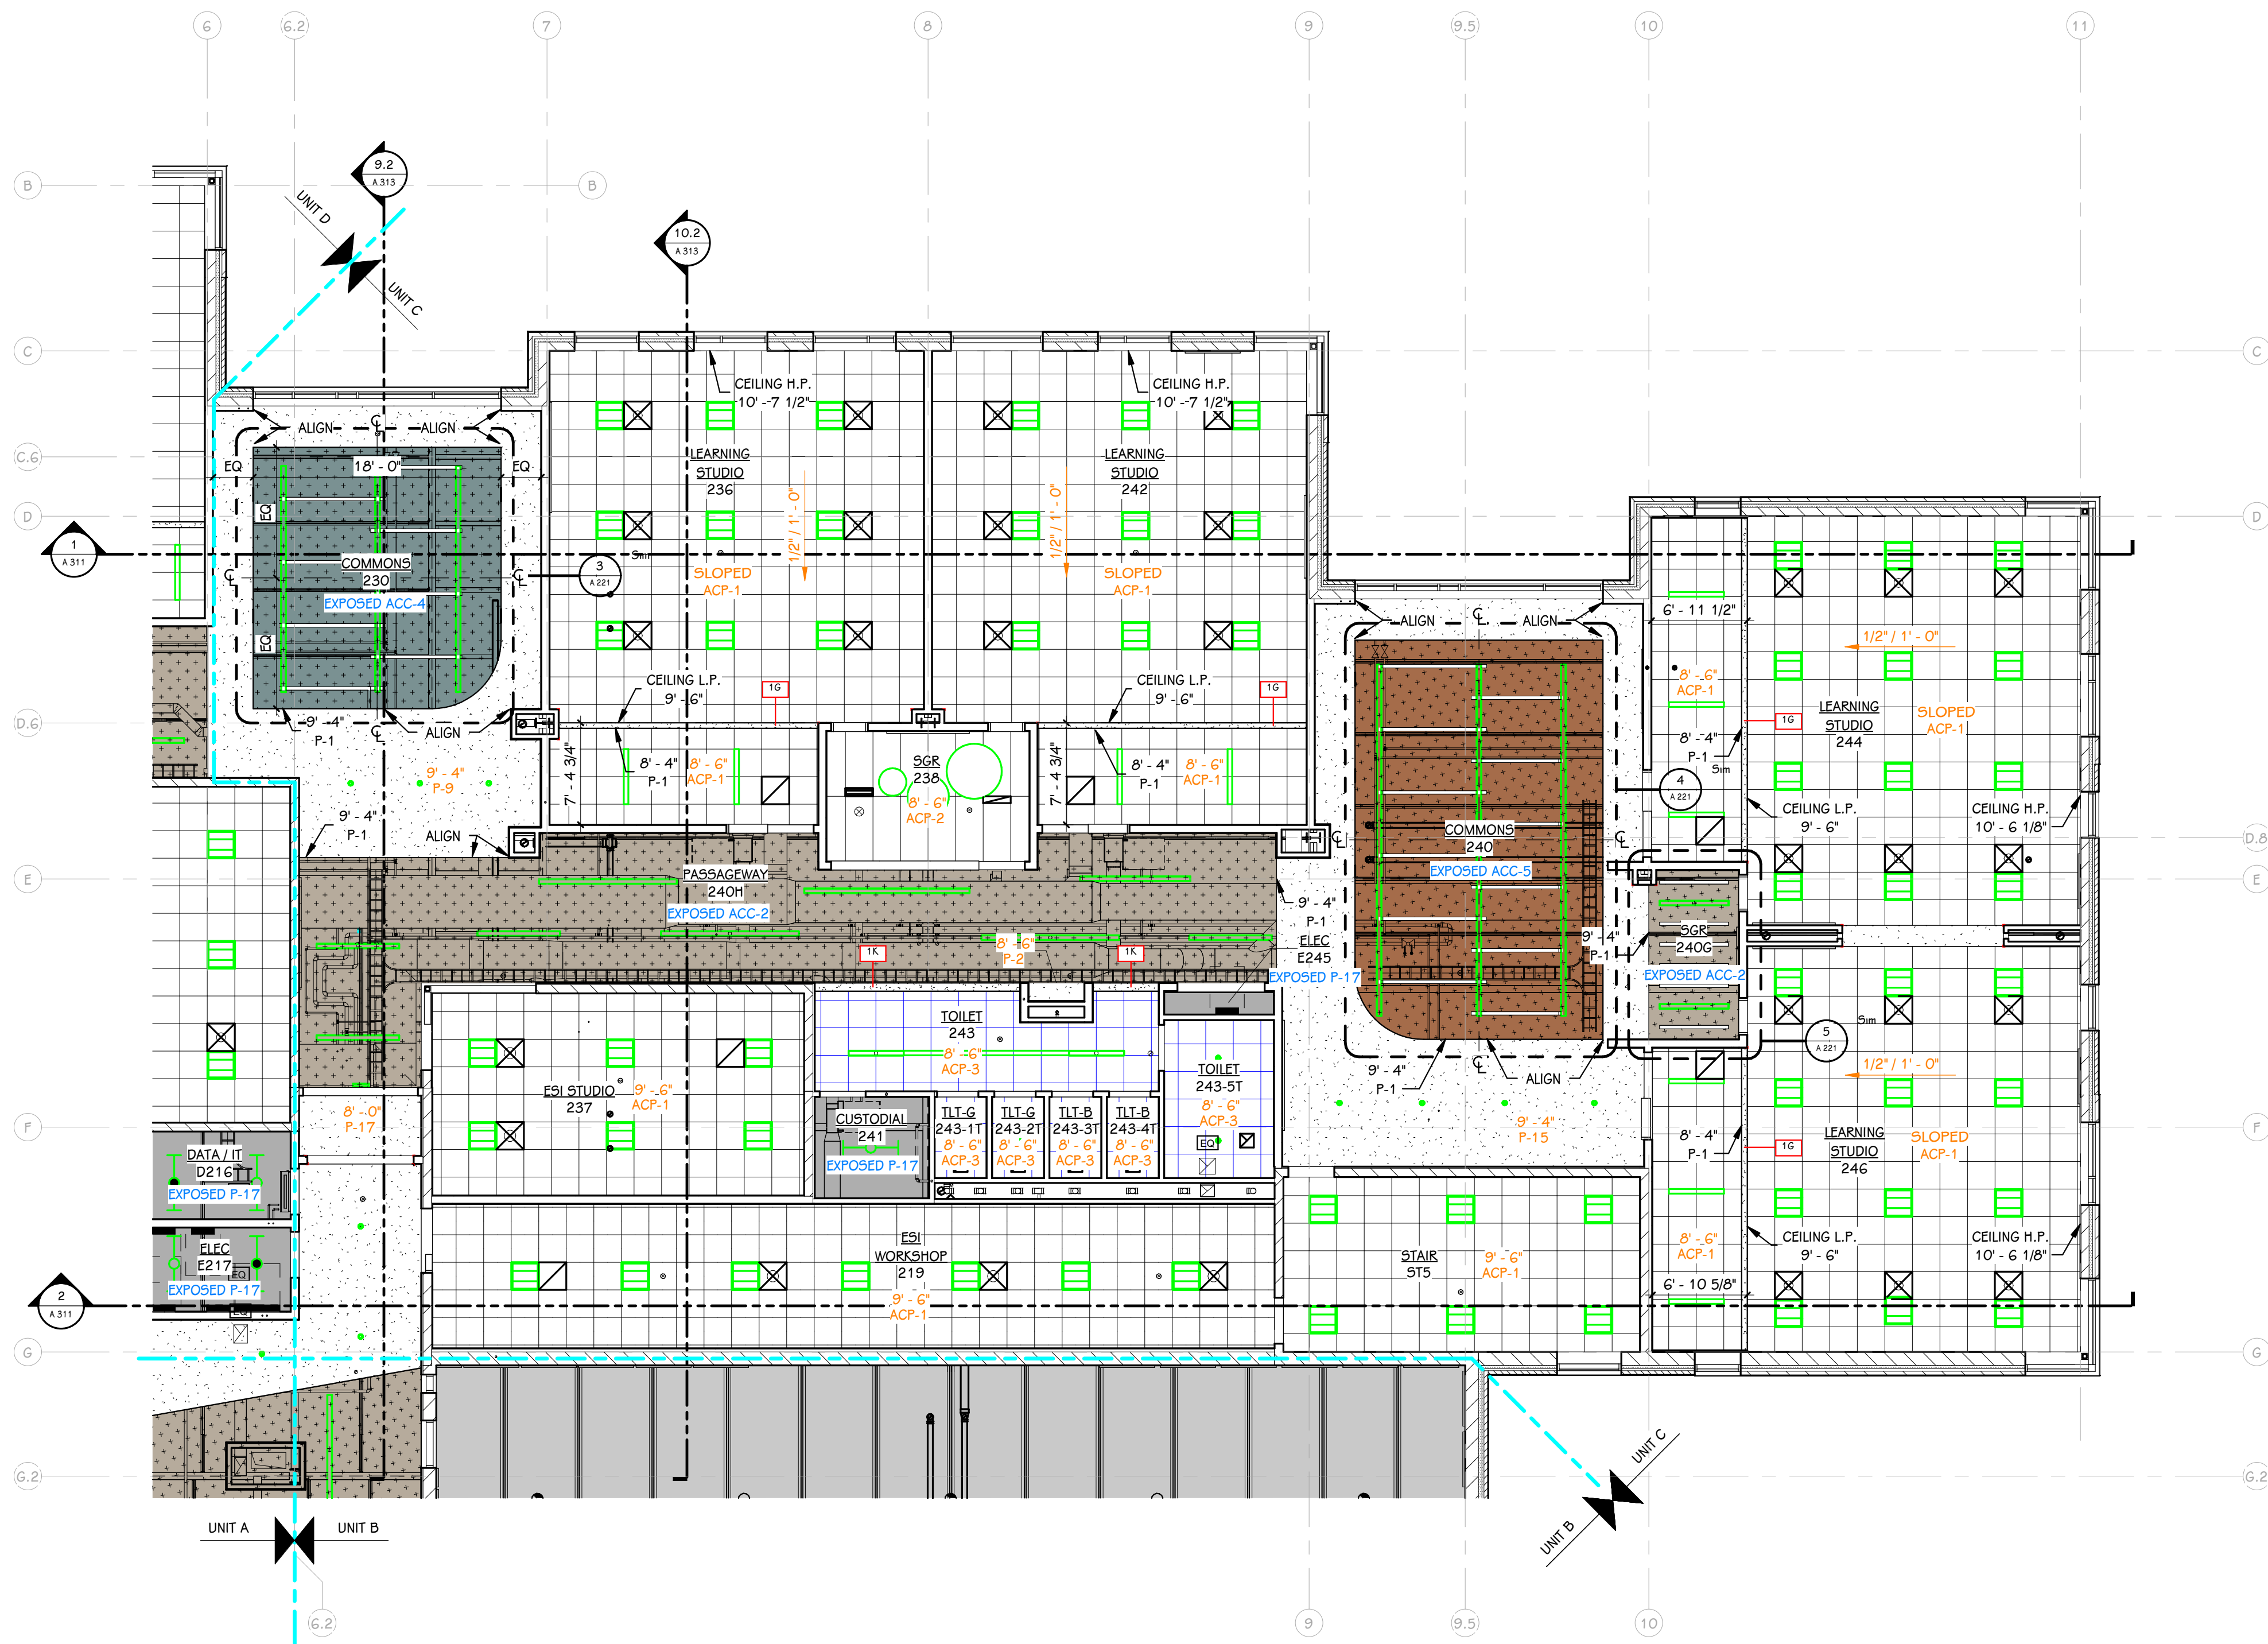 6
6.2
7
8
9
9.5
10
11
9.2
A 313
B
B
UNIT D
UNIT C
10.2
A 313
C
C
CEILING H.P.
10' - 7 1/2"
CEILING H.P.
10' - 7 1/2"
ALIGN
ALIGN
C.6
EQ
18' - 0"
EQ
LEARNING
STUDIO
236
LEARNING
STUDIO
242
EQ
1/2" / 1' - 0"
1/2" / 1' - 0"
D
D
1
A 311
Sim
COMMONS
230
EXPOSED ACC-4
3
A 221
SLOPED
ACP-1
SLOPED
ACP-1
EQ
6' - 11 1/2"
ALIGN
ALIGN
1/2" / 1' - 0"
8' - 6"
ACP-1
CEILING L.P.
9' - 6"
1G
CEILING L.P.
9' - 6"
1G
LEARNING
STUDIO
244
SLOPED
ACP-1
1G
D.6
9' - 4"
P-1
ALIGN
8' - 4"
P-1
Sim
7' - 4 3/4"
8' - 4"
P-1
8' - 6"
ACP-1
SGR
238
8' - 6"
ACP-2
7' - 4 3/4"
8' - 4"
P-1
8' - 6"
ACP-1
9' - 4"
P-9
4
A 221
CEILING L.P.
9' - 6"
CEILING H.P.
10' - 6 1/8"
9' - 4"
P-1
ALIGN
COMMONS
240
EXPOSED ACC-5
D.8
E
E
PASSAGEWAY
240H
EXPOSED ACC-2
9' - 4"
P-1
ELEC
E245
EXPOSED P-17
8' - 6"
P-2
1K
1K
9' - 4"
P-1
SGR
240G
EXPOSED ACC-2
TOILET
243
8' - 6"
ACP-3
Sim
5
A 221
TOILET
243-5T
8' - 6"
ACP-3
EQ
9' - 4"
P-1
ALIGN
1/2" / 1' - 0"
ESI STUDIO
237
9' - 6"
ACP-1
8' - 0"
P-17
CUSTODIAL
241
EXPOSED P-17
TLT-G
243-1T
8' - 6"
ACP-3
TLT-G
243-2T
8' - 6"
ACP-3
TLT-B
243-3T
8' - 6"
ACP-3
TLT-B
243-4T
8' - 6"
ACP-3
9' - 4"
P-15
F
F
8' - 4"
P-1
1G
LEARNING
STUDIO
246
SLOPED
ACP-1
DATA / IT
D216
EXPOSED P-17
ELEC
E217
EQ
EXPOSED P-17
EQ
ESI
WORKSHOP
219
9' - 6"
ACP-1
STAIR
ST5
9' - 6"
ACP-1
8' - 6"
ACP-1
CEILING L.P.
9' - 6"
CEILING H.P.
10' - 6 1/8"
6' - 10 5/8"
2
A 311
G
G
G.2
G.2
UNIT C
UNIT B
UNIT A
UNIT B
6.2
9
9.5
10